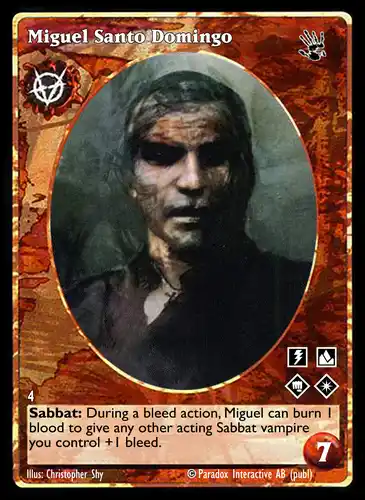 Miguel Santo Domingo
4
Sabbat: During a bleed action, Miguel can burn 1
blood to give any other acting Sabbat vampire
you control +1 bleed.
7
Illus: Christopher Shy
© Paradox Interactive AB (publ)